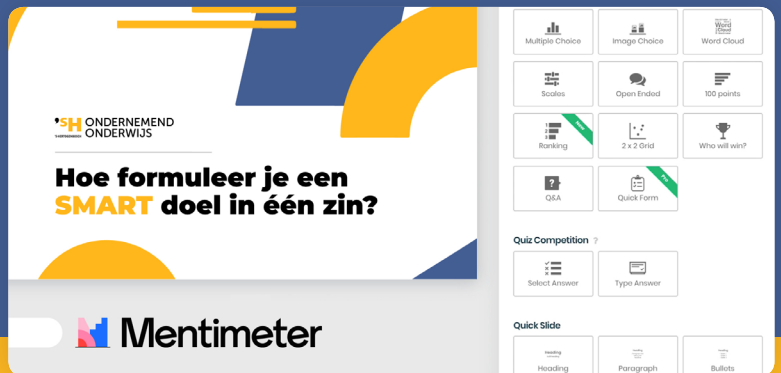 'SH ONDERNEMEND
ONDERWIJS
Hoe formuleer je een
SMART doel in één zin?
Mentimeter
Multiple Choice
Image Choice
Word Cloud
Scales
Open Ended
100 points
Ranking
New
2 x 2 Grid
Who will win?
Q&A
Quick Form
Pro
Quiz Competition ?
Select Answer
Type Answer
Quick Slide
Heading
Heading
Paragraph
Bullets